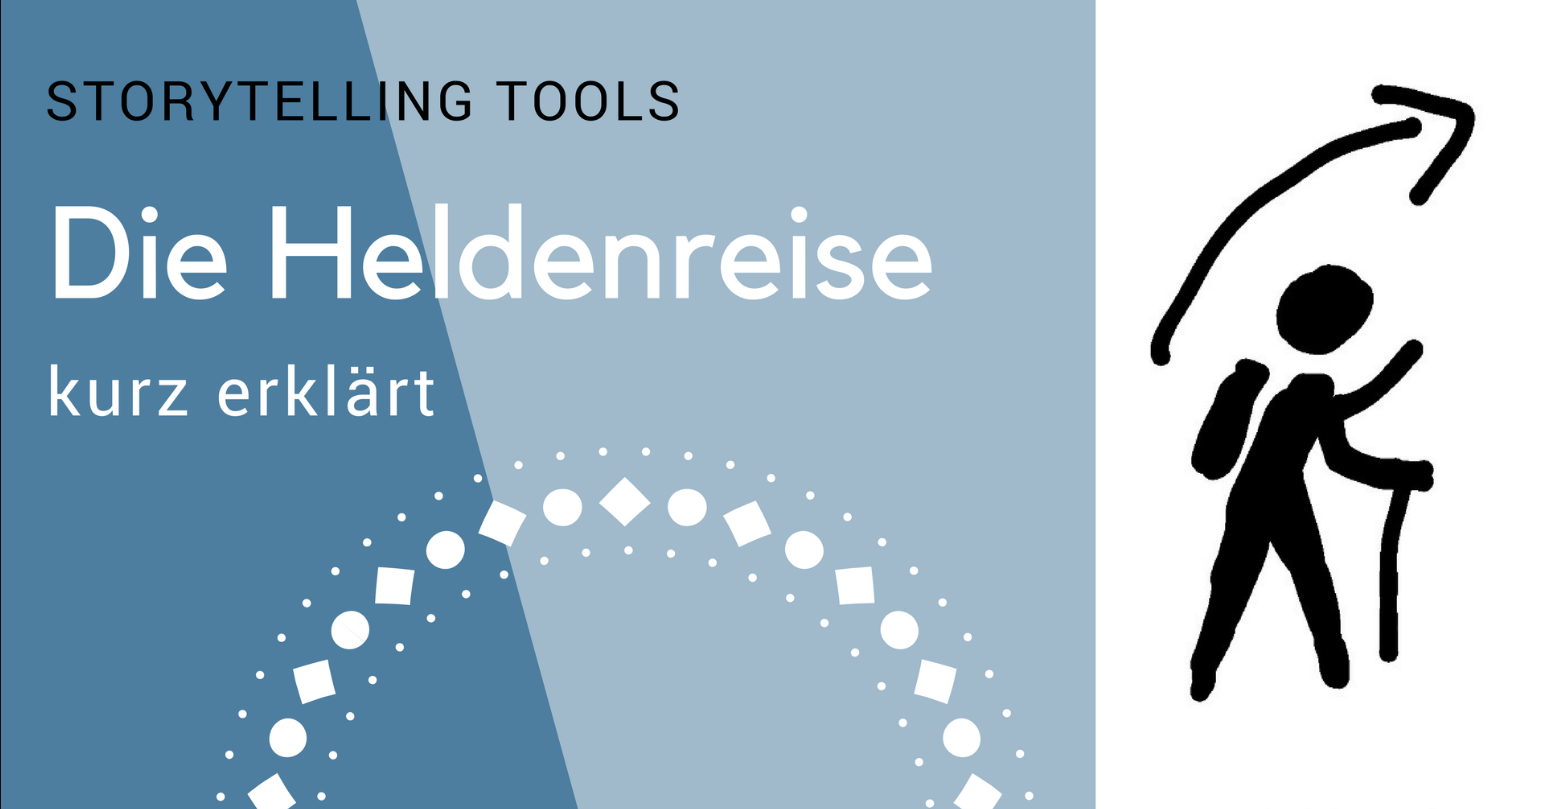 STORYTELLING TOOLS
Die Heldenreise
kurz erklärt